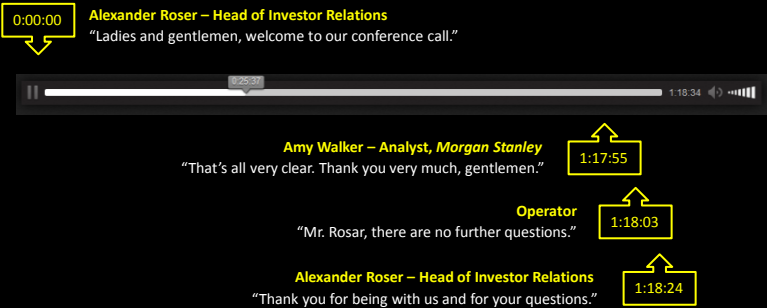 0:00:00
Alexander Roser – Head of Investor Relations
“Ladies and gentlemen, welcome to our conference call.”
0:25:37
1:18:34
Amy Walker – Analyst, Morgan Stanley
“That’s all very clear. Thank you very much, gentlemen.”
1:17:55
Operator
“Mr. Rosar, there are no further questions.”
1:18:03
Alexander Roser – Head of Investor Relations
“Thank you for being with us and for your questions.”
1:18:24